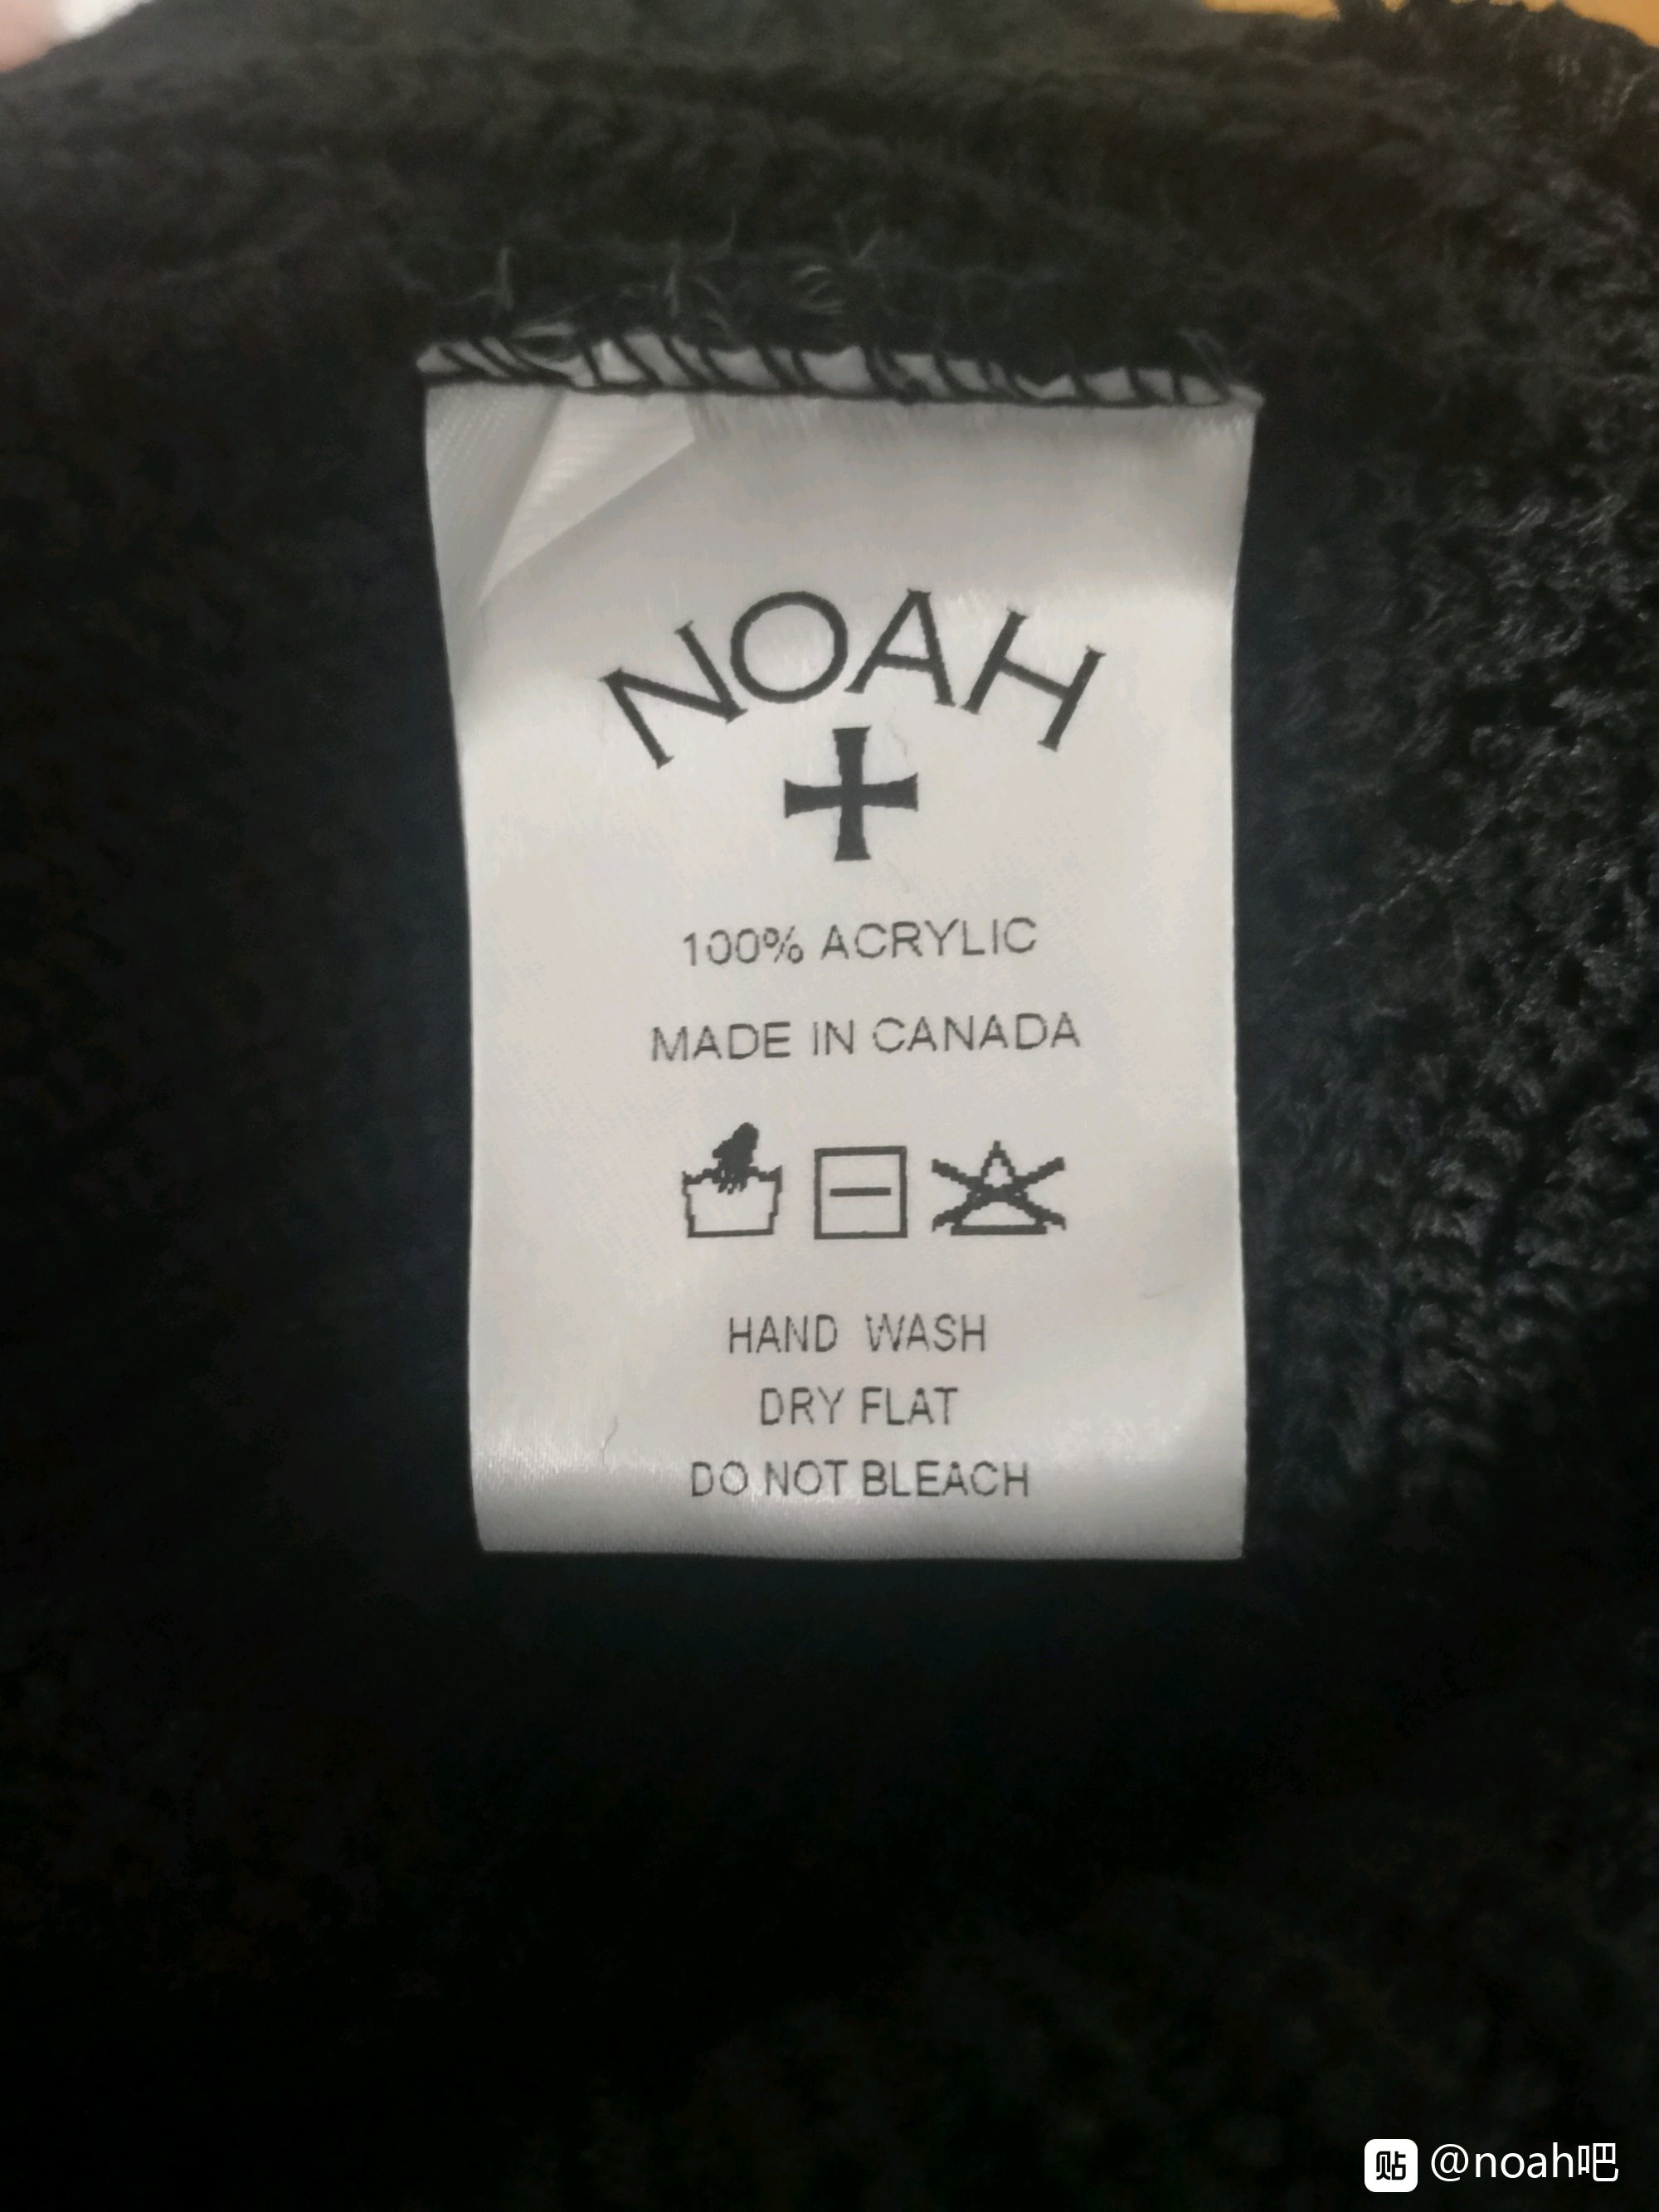 NOAH
100% ACRYLIC
MADE IN CANADA
HAND WASH
DRY FLAT
DO NOT BLEACH
贴 @noah吧